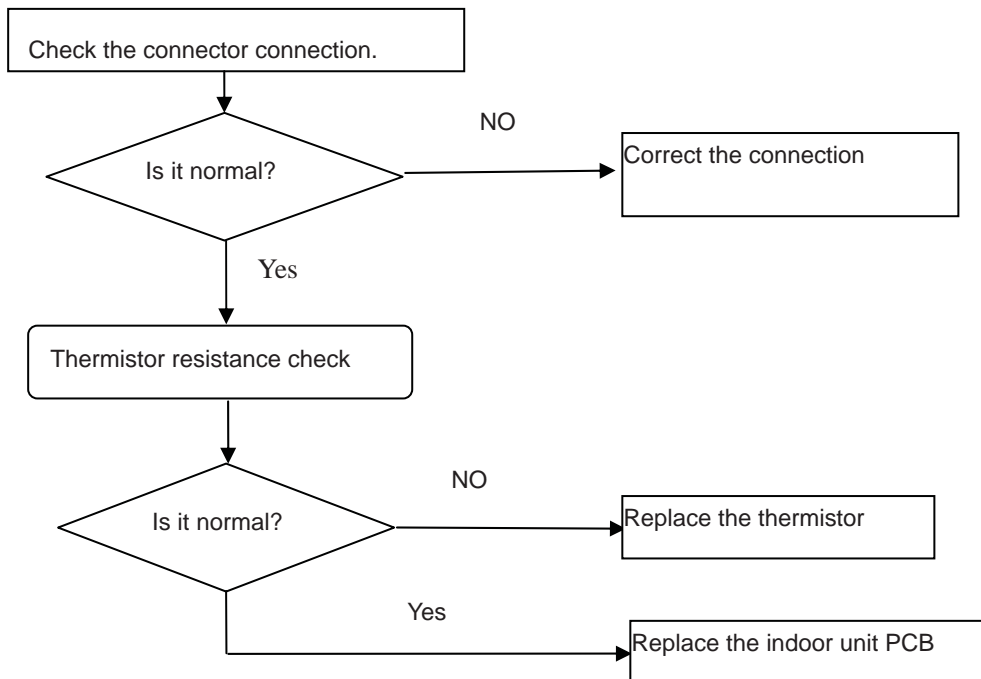 Check the connector connection.
NO
Is it normal?
Correct the connection
Yes
Thermistor resistance check
NO
Is it normal?
Replace the thermistor
Yes
Replace the indoor unit PCB